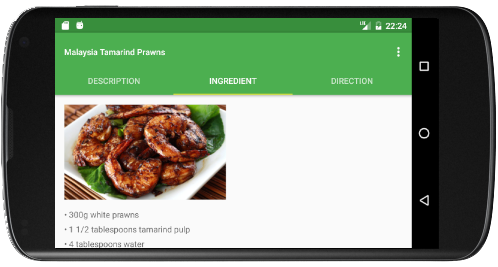 22:24
Malaysia Tamarind Prawns
DESCRIPTION INGREDIENT DIRECTION
• 300g white prawns
• 1 1/2 tablespoons tamarind pulp
• 4 tablespoons water